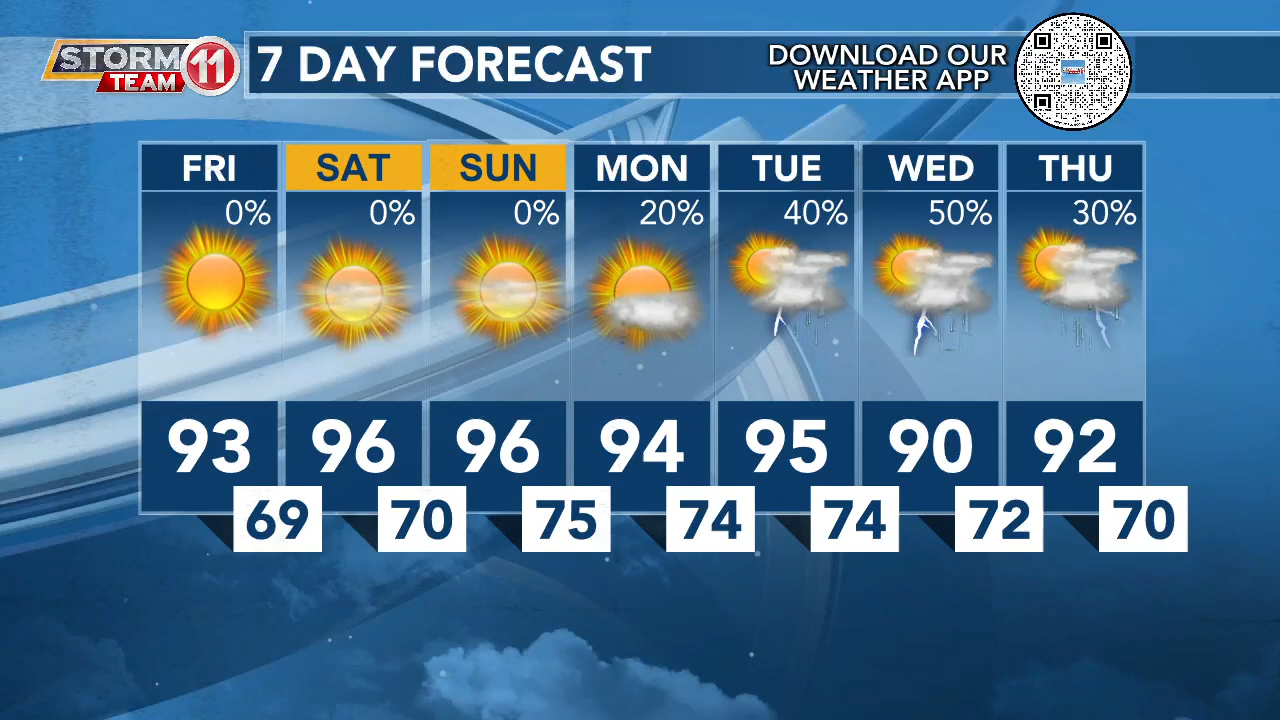 STORM
TEAM
11
7 DAY FORECAST
DOWNLOAD OUR
WEATHER APP
FRI SAT SUN MON TUE WED THU
0% 0% 0% 20% 40% 50% 30%
93 96 96 94 95 90 92
69 70 75 74 74 72 70